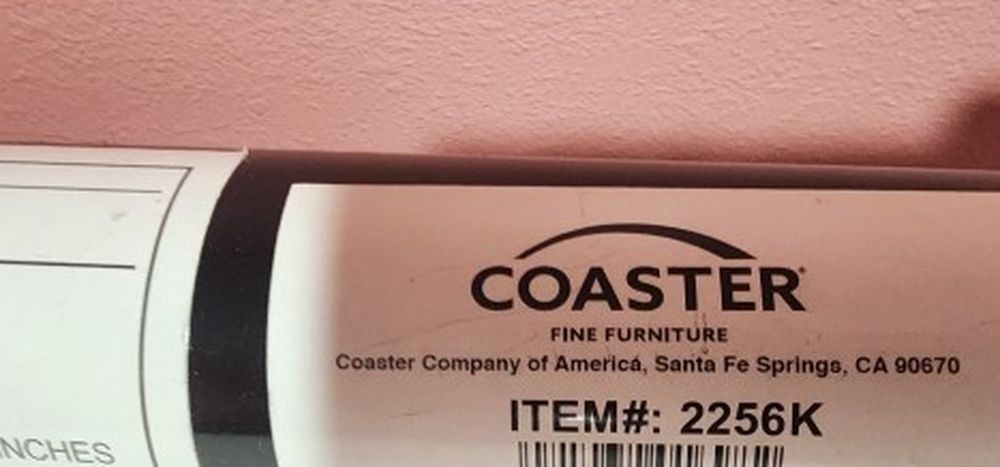 COASTER®
FINE FURNITURE
Coaster Company of America, Santa Fe Springs, CA 90670
ITEM#: 2256K
INCHES